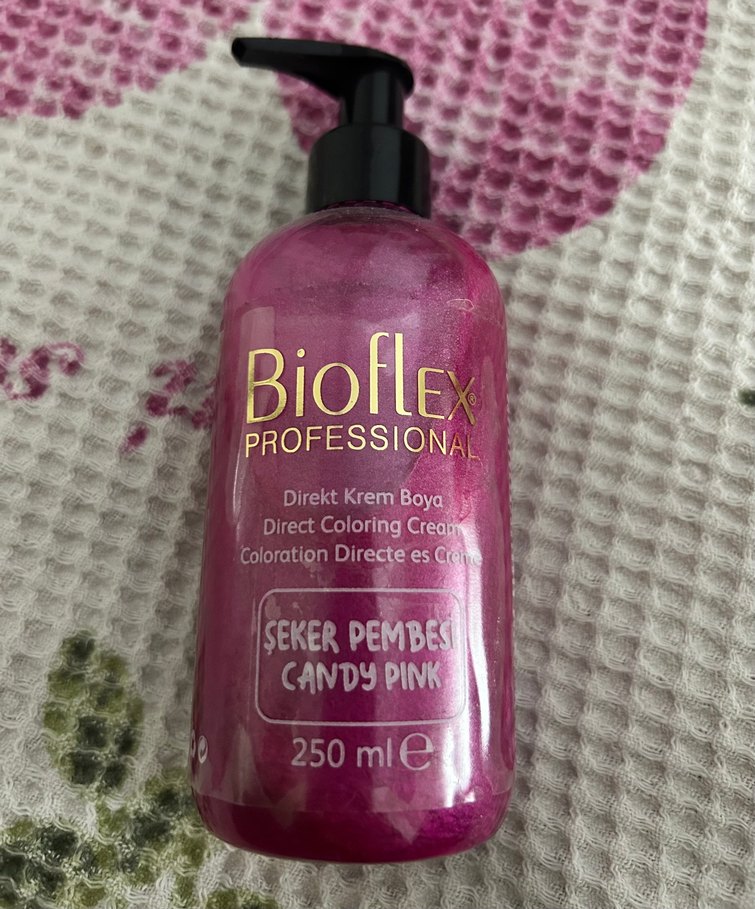 Bioflex®
PROFESSIONAL
Direkt Krem Boya
Direct Coloring Cream
Coloration Directe es Creme
ŞEKER PEMBESİ
CANDY PINK
250 ml e